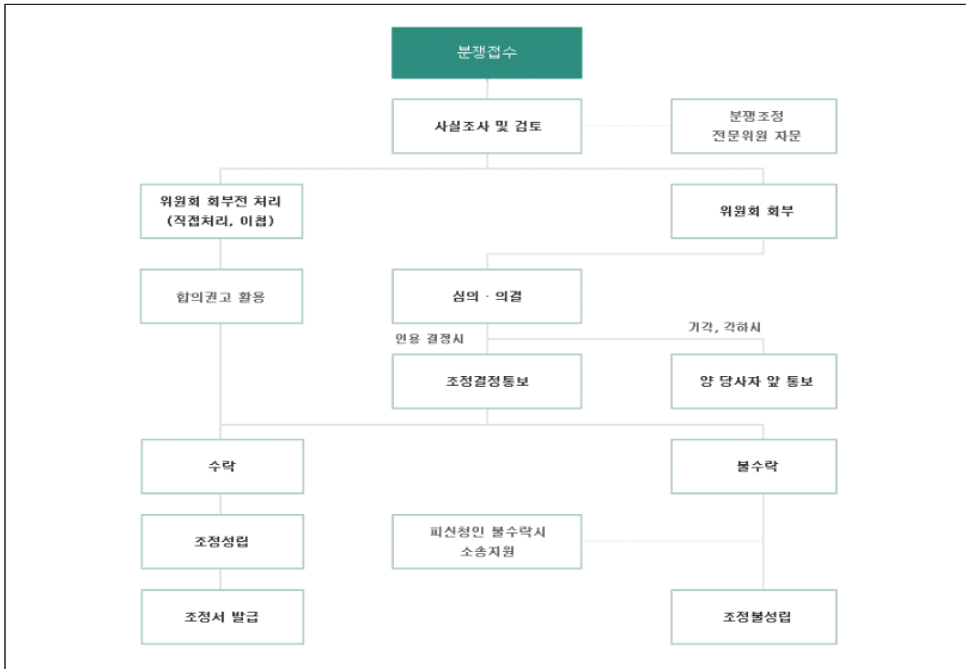 분쟁접수
사실조사 및 검토
분쟁조정
전문위원 자문
위원회 회부전 처리
(직접처리, 이첩)
위원회 회부
합의권고 활용
심의 · 의결
인용 결정시
기각, 각하시
조정결정통보
양 당사자 앞 통보
수락
불수락
조정성립
피신청인 불수락시
소송지원
조정서 발급
조정불성립